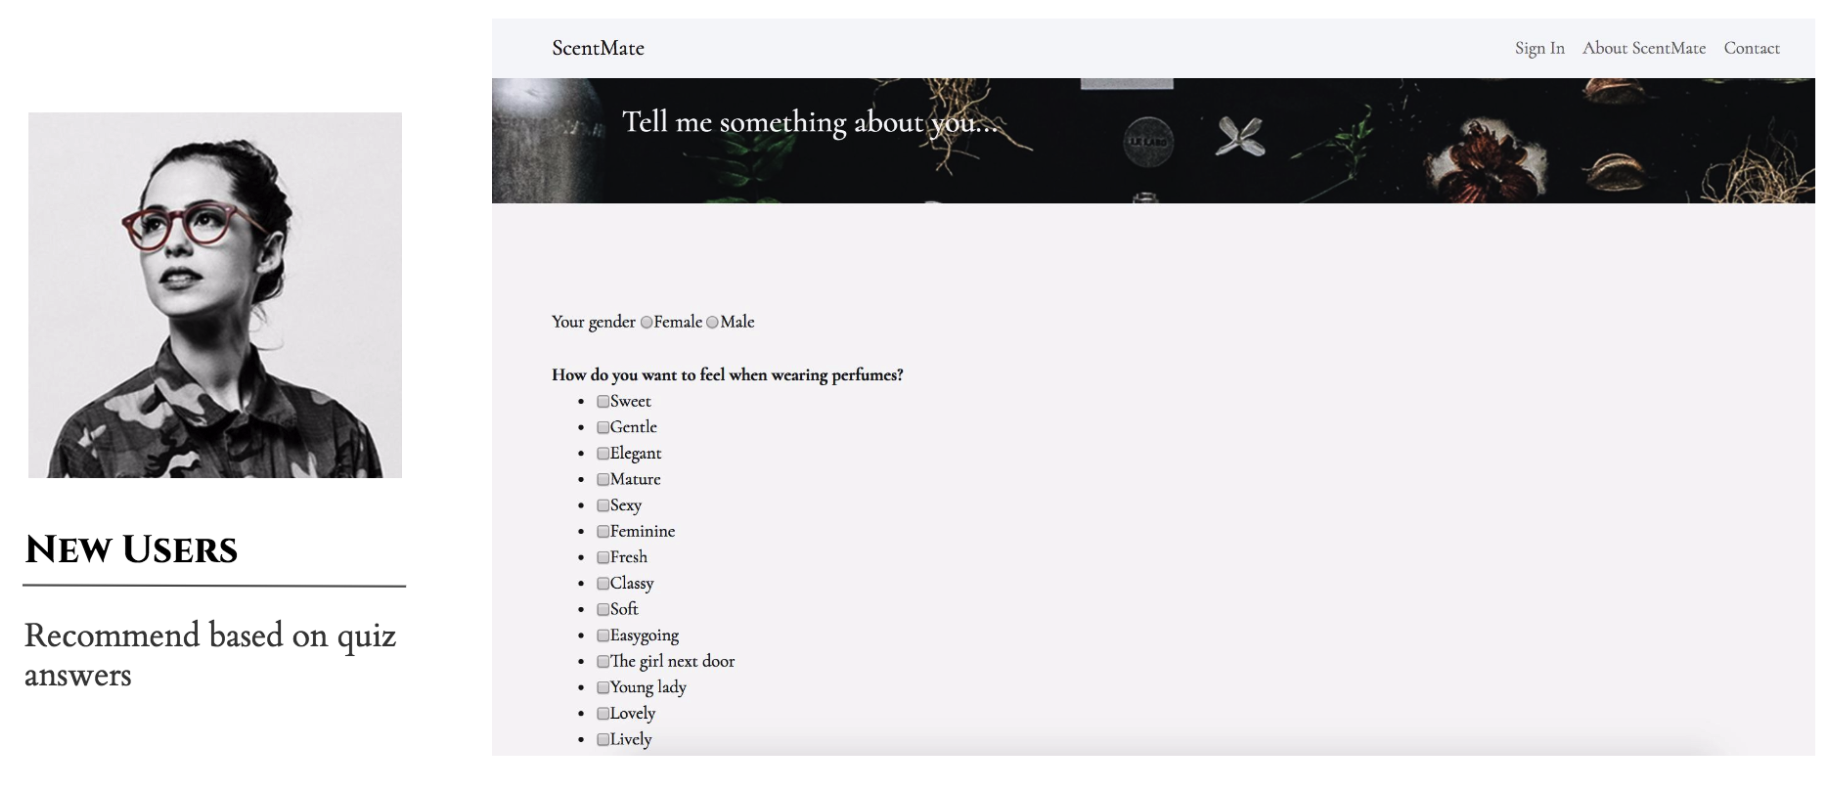 New Users
Recommend based on quiz
answers
ScentMate
Sign In About ScentMate Contact
Tell me something about you...
Your gender Female Male
How do you want to feel when wearing perfumes?
Sweet
Gentle
Elegant
Mature
Sexy
Feminine
Fresh
Classy
Soft
Easygoing
The girl next door
Young lady
Lovely
Lively